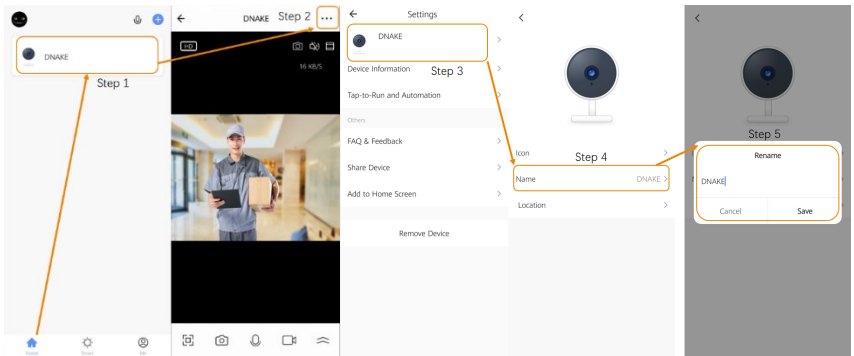 DNAKE
Step 1
Home
Smart
Me
DNAKE
Step 2
HD
16 KB/S
Settings
DNAKE
Device Information
Step 3
Tap-to-Run and Automation
Others
FAQ & Feedback
Share Device
Add to Home Screen
Remove Device
Icon
Step 4
Name
DNAKE
Location
Step 5
Rename
DNAKE
Cancel
Save